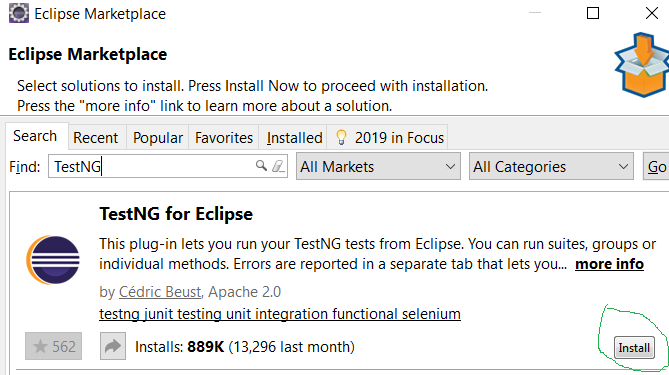 Eclipse Marketplace
Eclipse Marketplace
Select solutions to install. Press Install Now to proceed with installation.
Press the "more info" link to learn more about a solution.
Search Recent Popular Favorites Installed 2019 in Focus
Find: TestNG All Markets All Categories Go
TestNG for Eclipse
This plug-in lets you run your TestNG tests from Eclipse. You can run suites, groups or
individual methods. Errors are reported in a separate tab that lets you... more info
by Cédric Beust, Apache 2.0
testng junit testing unit integration functional selenium
562 Installs: 889K (13,296 last month) Install